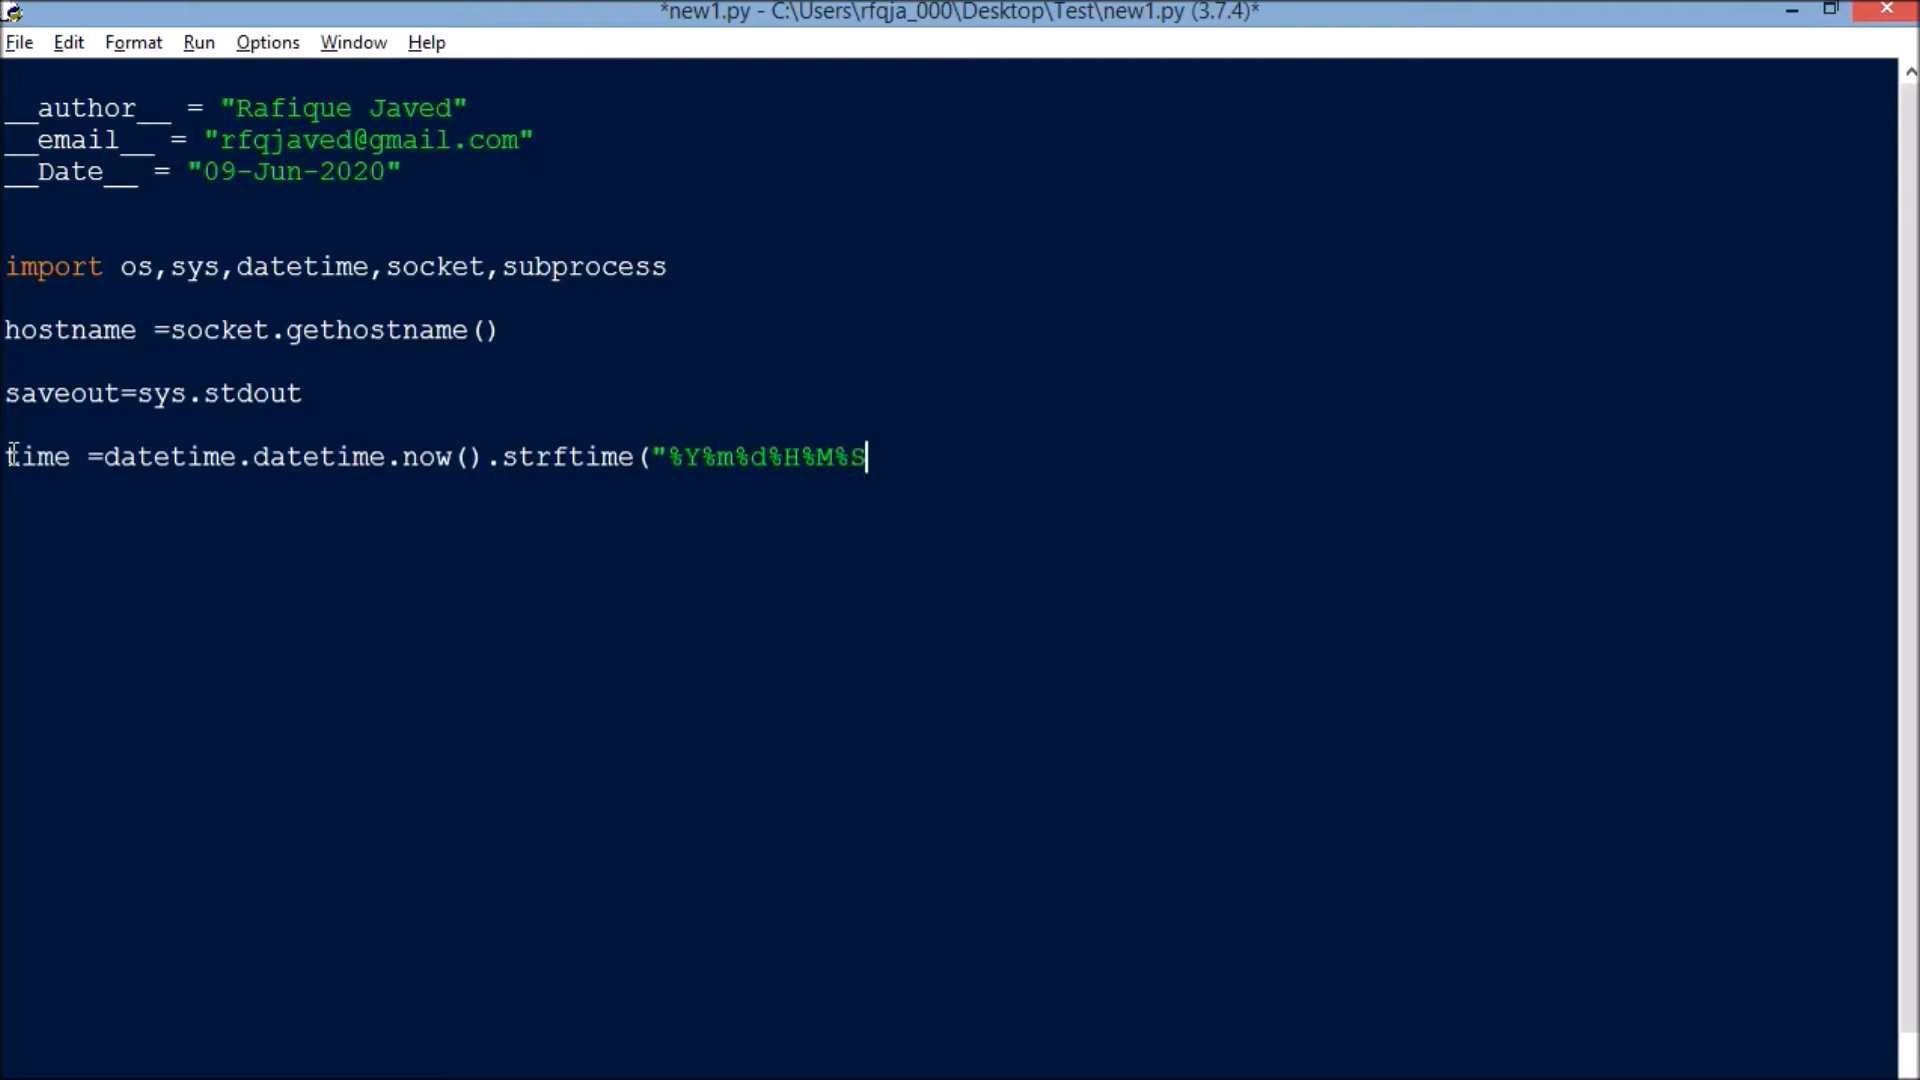 *new1.py - C:\Users\rfqja_000\Desktop\Test\new1.py (3.7.4)*
File Edit Format Run Options Window Help
__author__ = "Rafique Javed"
__email__ = "rfqjaved@gmail.com"
__Date__ = "09-Jun-2020"
import os,sys,datetime,socket,subprocess
hostname =socket.gethostname()
saveout=sys.stdout
time =datetime.datetime.now().strftime("%Y%m%d%H%M%S